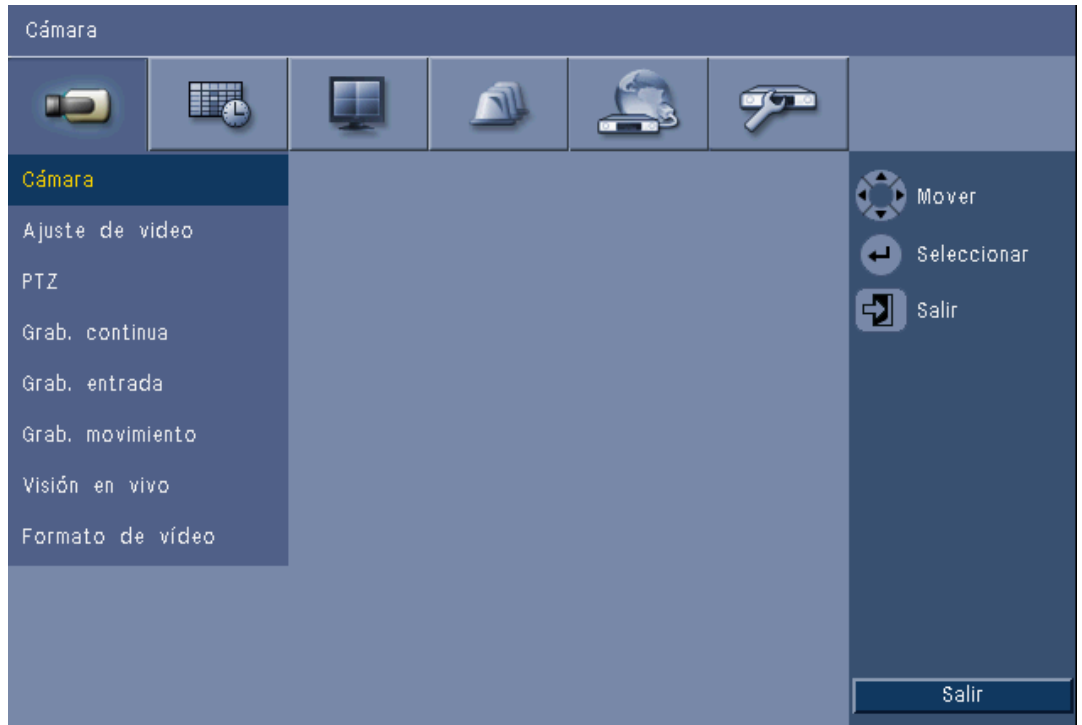 Cámara
Cámara
Ajuste de video
PTZ
Grab. continua
Grab. entrada
Grab. movimiento
Visión en vivo
Formato de vídeo
Mover
Seleccionar
Salir
Salir